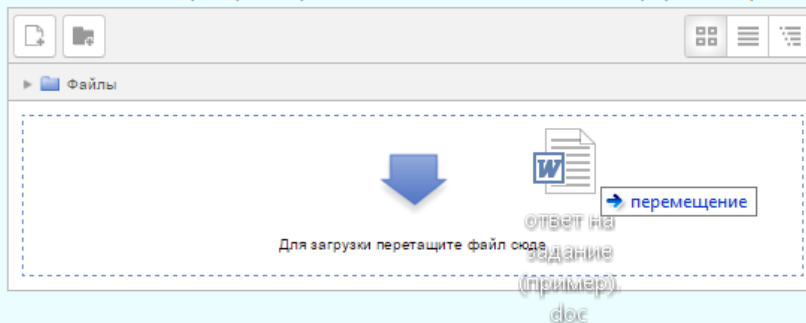 Файлы
перемещение
ответ на
Для загрузки перетащите файл сюда
задание
(пример).
doc